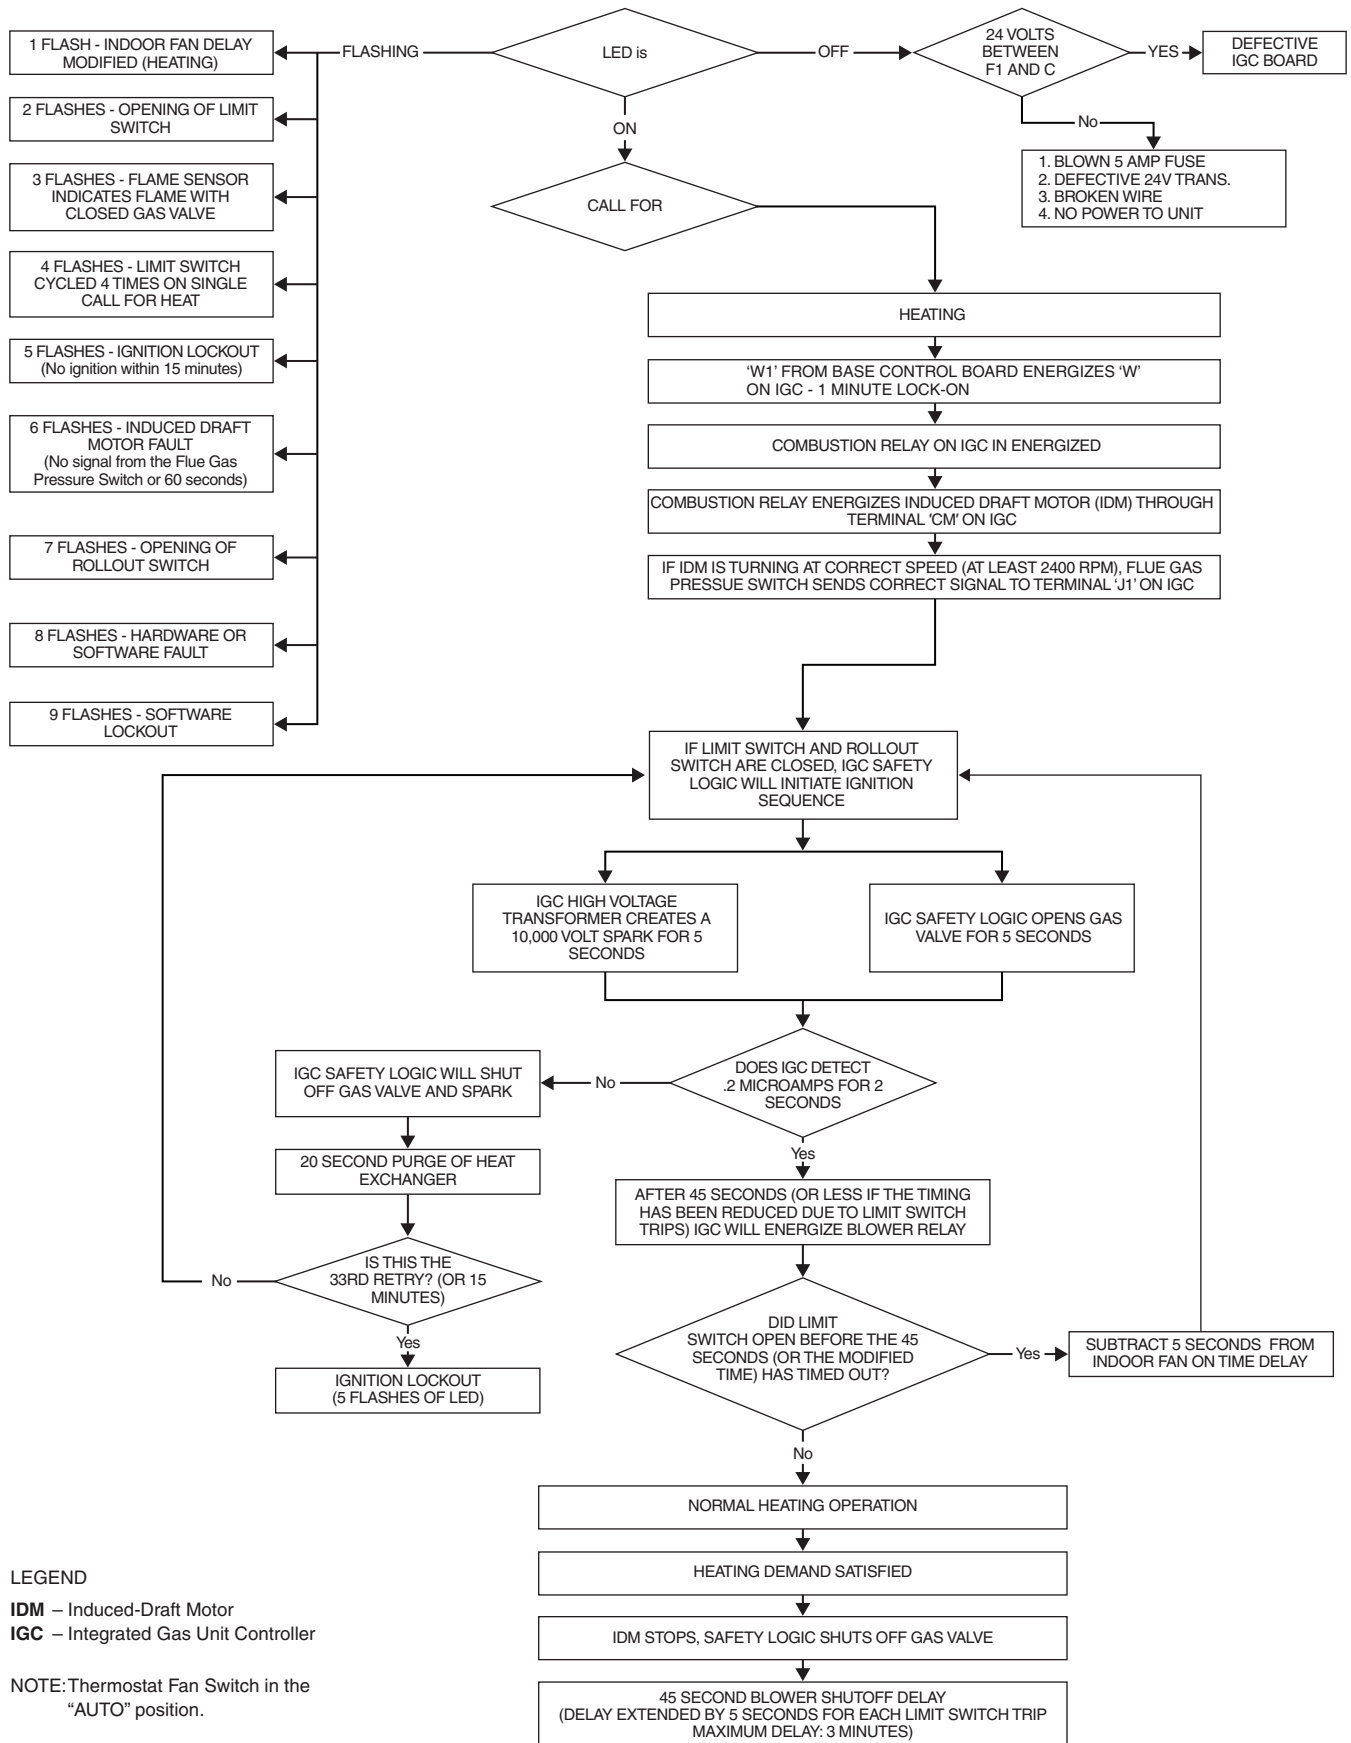 LED is
FLASHING
OFF
ON
24 VOLTS
BETWEEN
F1 AND C
YES
DEFECTIVE
IGC BOARD
No
1. BLOWN 5 AMP FUSE
2. DEFECTIVE 24V TRANS.
3. BROKEN WIRE
4. NO POWER TO UNIT
1 FLASH - INDOOR FAN DELAY
MODIFIED (HEATING)
2 FLASHES - OPENING OF LIMIT
SWITCH
3 FLASHES - FLAME SENSOR
INDICATES FLAME WITH
CLOSED GAS VALVE
4 FLASHES - LIMIT SWITCH
CYCLED 4 TIMES ON SINGLE
CALL FOR HEAT
5 FLASHES - IGNITION LOCKOUT
(No ignition within 15 minutes)
6 FLASHES - INDUCED DRAFT
MOTOR FAULT
(No signal from the Flue Gas
Pressure Switch or 60 seconds)
7 FLASHES - OPENING OF
ROLLOUT SWITCH
8 FLASHES - HARDWARE OR
SOFTWARE FAULT
9 FLASHES - SOFTWARE
LOCKOUT
CALL FOR
HEATING
‘W1’ FROM BASE CONTROL BOARD ENERGIZES ‘W’
ON IGC - 1 MINUTE LOCK-ON
COMBUSTION RELAY ON IGC IN ENERGIZED
COMBUSTION RELAY ENERGIZES INDUCED DRAFT MOTOR (IDM) THROUGH
TERMINAL 'CM' ON IGC
IF IDM IS TURNING AT CORRECT SPEED (AT LEAST 2400 RPM), FLUE GAS
PRESSUE SWITCH SENDS CORRECT SIGNAL TO TERMINAL ‘J1’ ON IGC
IF LIMIT SWITCH AND ROLLOUT
SWITCH ARE CLOSED, IGC SAFETY
LOGIC WILL INITIATE IGNITION
SEQUENCE
IGC HIGH VOLTAGE
TRANSFORMER CREATES A
10,000 VOLT SPARK FOR 5
SECONDS
IGC SAFETY LOGIC OPENS GAS
VALVE FOR 5 SECONDS
DOES IGC DETECT
.2 MICROAMPS FOR 2
SECONDS
No
IGC SAFETY LOGIC WILL SHUT
OFF GAS VALVE AND SPARK
20 SECOND PURGE OF HEAT
EXCHANGER
IS THIS THE
33RD RETRY? (OR 15
MINUTES)
No
Yes
IGNITION LOCKOUT
(5 FLASHES OF LED)
Yes
AFTER 45 SECONDS (OR LESS IF THE TIMING
HAS BEEN REDUCED DUE TO LIMIT SWITCH
TRIPS) IGC WILL ENERGIZE BLOWER RELAY
DID LIMIT
SWITCH OPEN BEFORE THE 45
SECONDS (OR THE MODIFIED
TIME) HAS TIMED OUT?
Yes
SUBTRACT 5 SECONDS FROM
INDOOR FAN ON TIME DELAY
No
NORMAL HEATING OPERATION
HEATING DEMAND SATISFIED
IDM STOPS, SAFETY LOGIC SHUTS OFF GAS VALVE
45 SECOND BLOWER SHUTOFF DELAY
(DELAY EXTENDED BY 5 SECONDS FOR EACH LIMIT SWITCH TRIP
MAXIMUM DELAY: 3 MINUTES)
LEGEND
IDM – Induced-Draft Motor
IGC – Integrated Gas Unit Controller
NOTE: Thermostat Fan Switch in the
“AUTO” position.